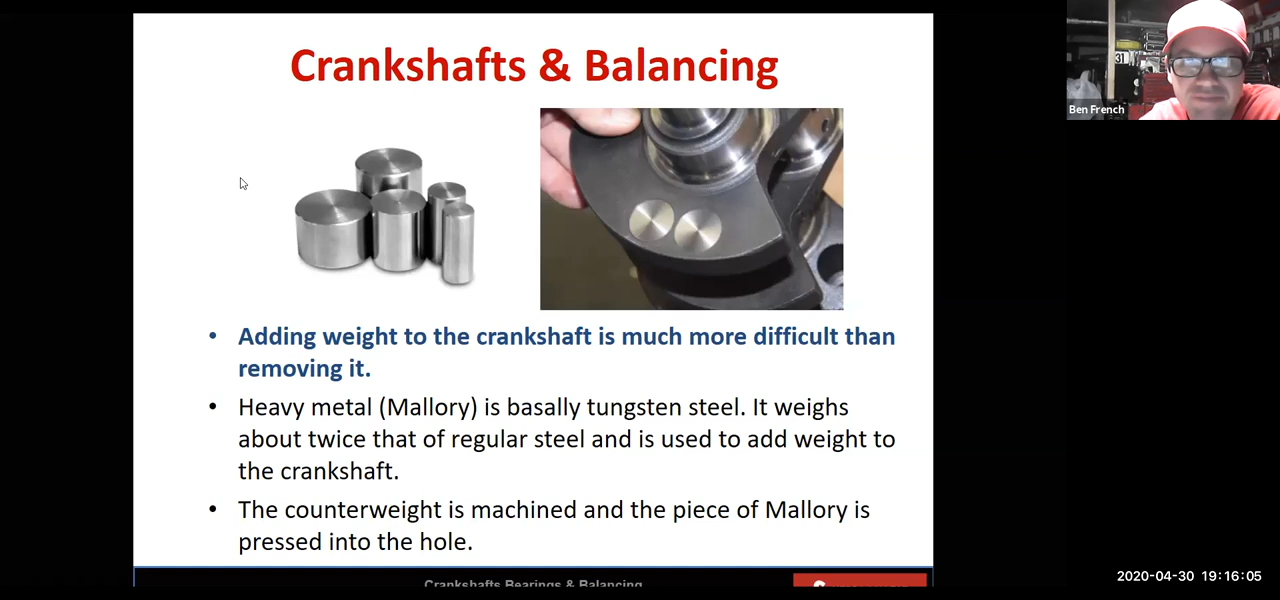 Crankshafts & Balancing
Ben French
• Adding weight to the crankshaft is much more difficult than
removing it.
• Heavy metal (Mallory) is basally tungsten steel. It weighs
about twice that of regular steel and is used to add weight to
the crankshaft.
• The counterweight is machined and the piece of Mallory is
pressed into the hole.
Crankshafts Bearings & Balancing
2020-04-30 19:16:05